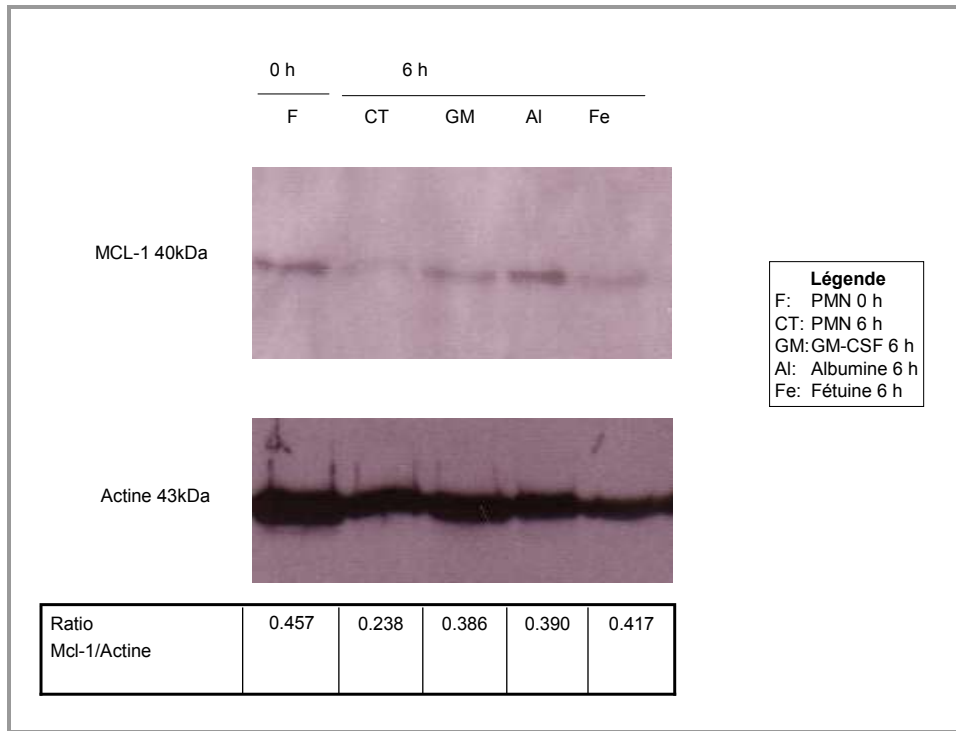 0 h 6 h
F CT GM Al Fe
MCL-1 40kDa
Légende
F: PMN 0 h
CT: PMN 6 h
GM: GM-CSF 6 h
Al: Albumine 6 h
Fe: Fétuine 6 h
Actine 43kDa
Ratio 0.457 0.238 0.386 0.390 0.417
Mcl-1/Actine